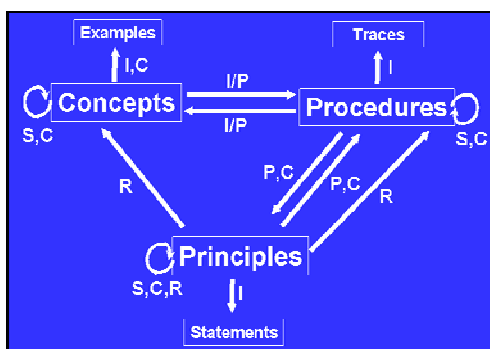 Examples
Traces
I,C
I
I/P
Concepts
Procedures
I/P
S,C
S,C
P,C
P,C
R
R
Principles
S,C,R
I
Statements